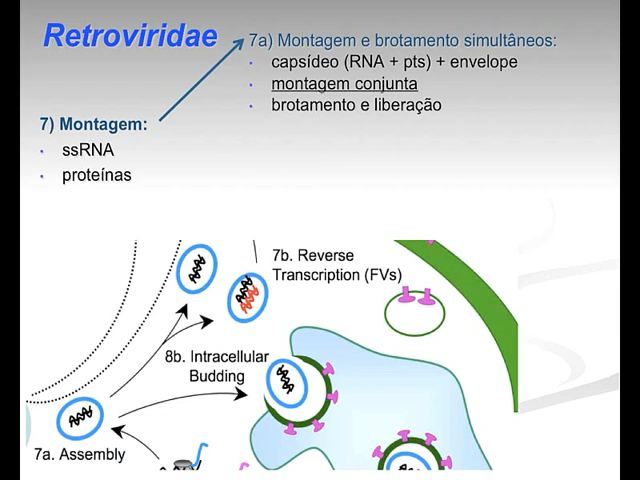 Retroviridae
7a) Montagem e brotamento simultâneos:
• capsídeo (RNA + pts) + envelope
• montagem conjunta
• brotamento e liberação
7) Montagem:
• ssRNA
• proteínas
7b. Reverse
Transcription (FVs)
8b. Intracellular
Budding
7a. Assembly